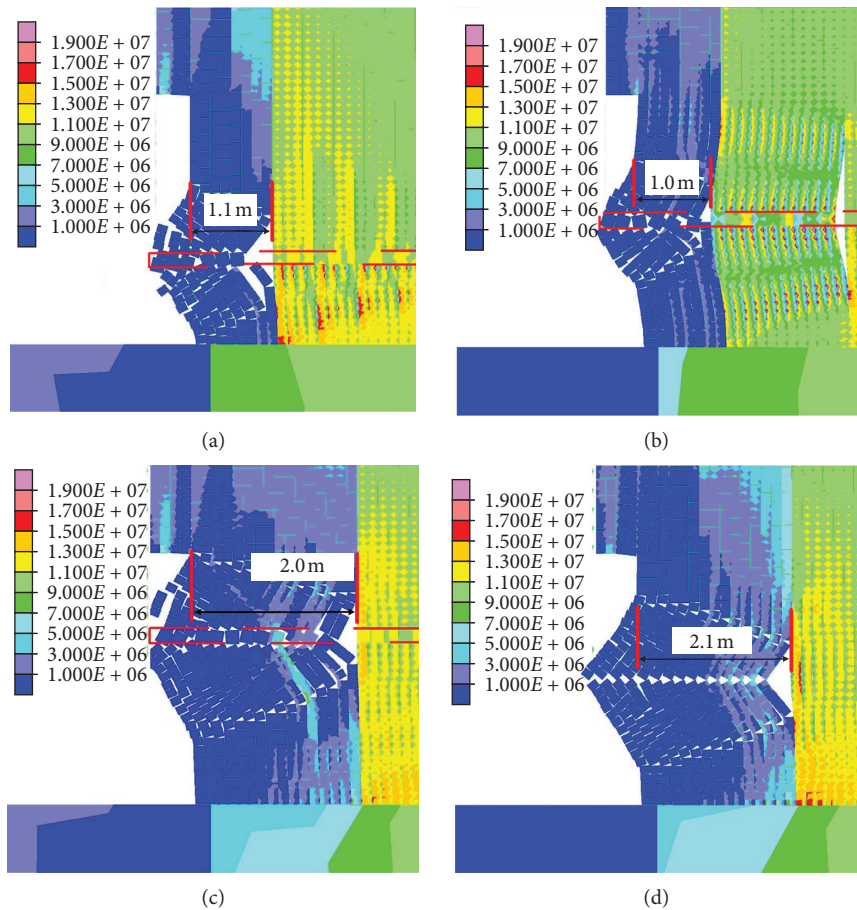 1.900E + 07
1.700E + 07
1.500E + 07
1.300E + 07
1.100E + 07
9.000E + 06
7.000E + 06
5.000E + 06
3.000E + 06
1.000E + 06
1.1 m
(a)
1.900E + 07
1.700E + 07
1.500E + 07
1.300E + 07
1.100E + 07
9.000E + 06
7.000E + 06
5.000E + 06
3.000E + 06
1.000E + 06
1.0 m
(b)
1.900E + 07
1.700E + 07
1.500E + 07
1.300E + 07
1.100E + 07
9.000E + 06
7.000E + 06
5.000E + 06
3.000E + 06
1.000E + 06
2.0 m
(c)
1.900E + 07
1.700E + 07
1.500E + 07
1.300E + 07
1.100E + 07
9.000E + 06
7.000E + 06
5.000E + 06
3.000E + 06
1.000E + 06
2.1 m
(d)